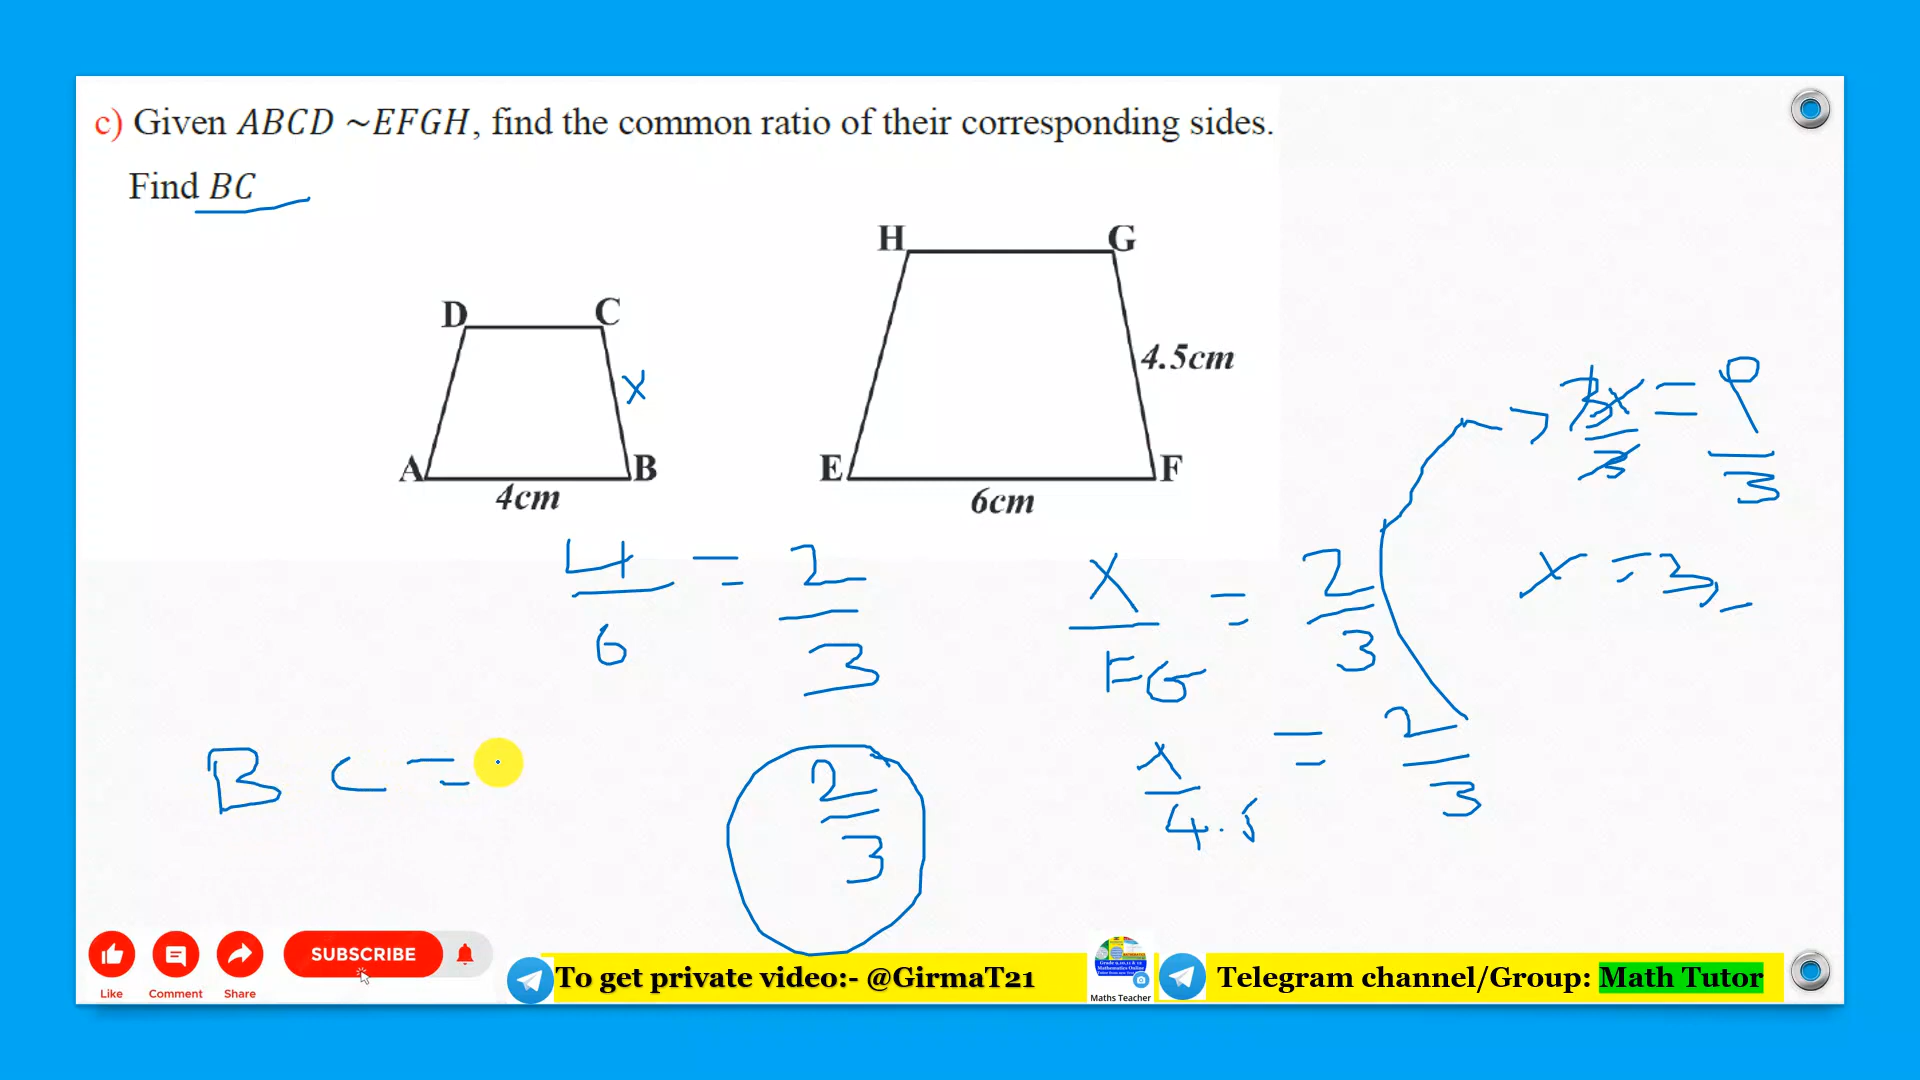 c) Given ABCD ~EFGH, find the common ratio of their corresponding sides.
Find BC
H G
D C
4.5cm
x
3x/3 = 9/3
A B E F
4cm 6cm
4/6 = 2/3
x/FG = 2/3
x = 3
BC =
2/3
x/4.5 = 2/3
SUBSCRIBE
Like Comment Share
To get private video:- @GirmaT21
Maths Teacher
Telegram channel/Group: Math Tutor